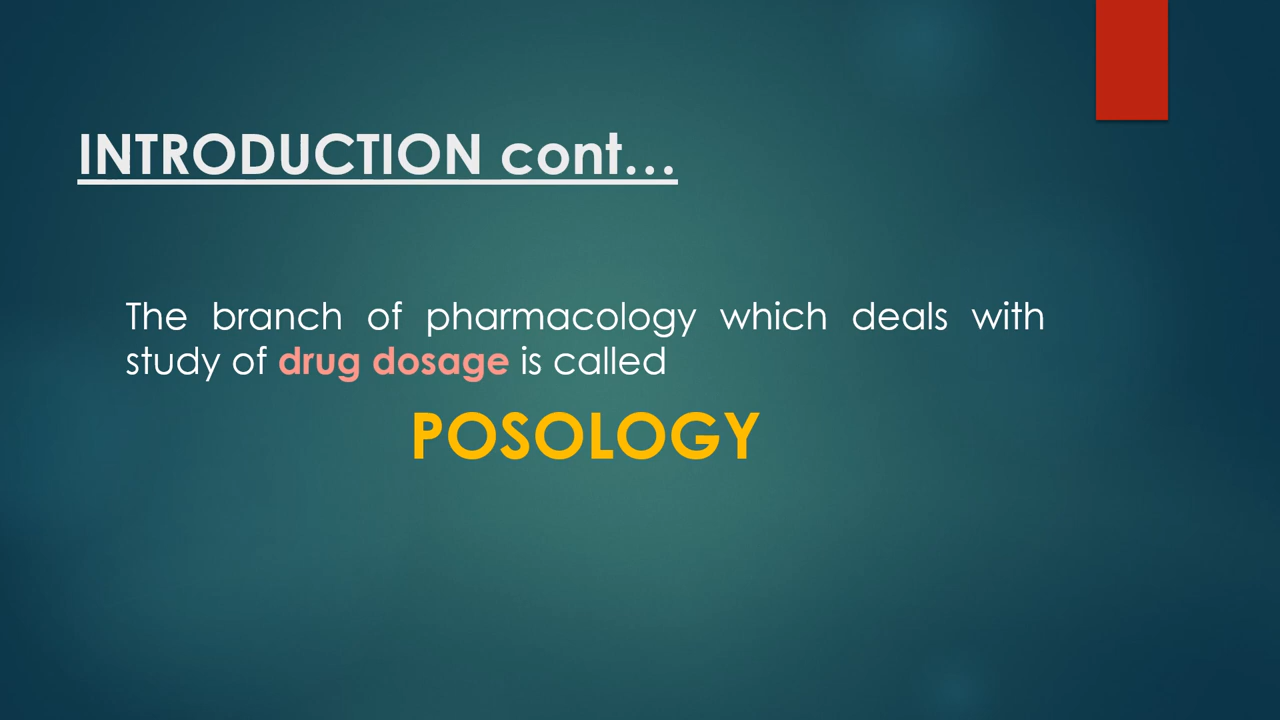 INTRODUCTION cont...
The branch of pharmacology which deals with
study of drug dosage is called
POSOLOGY